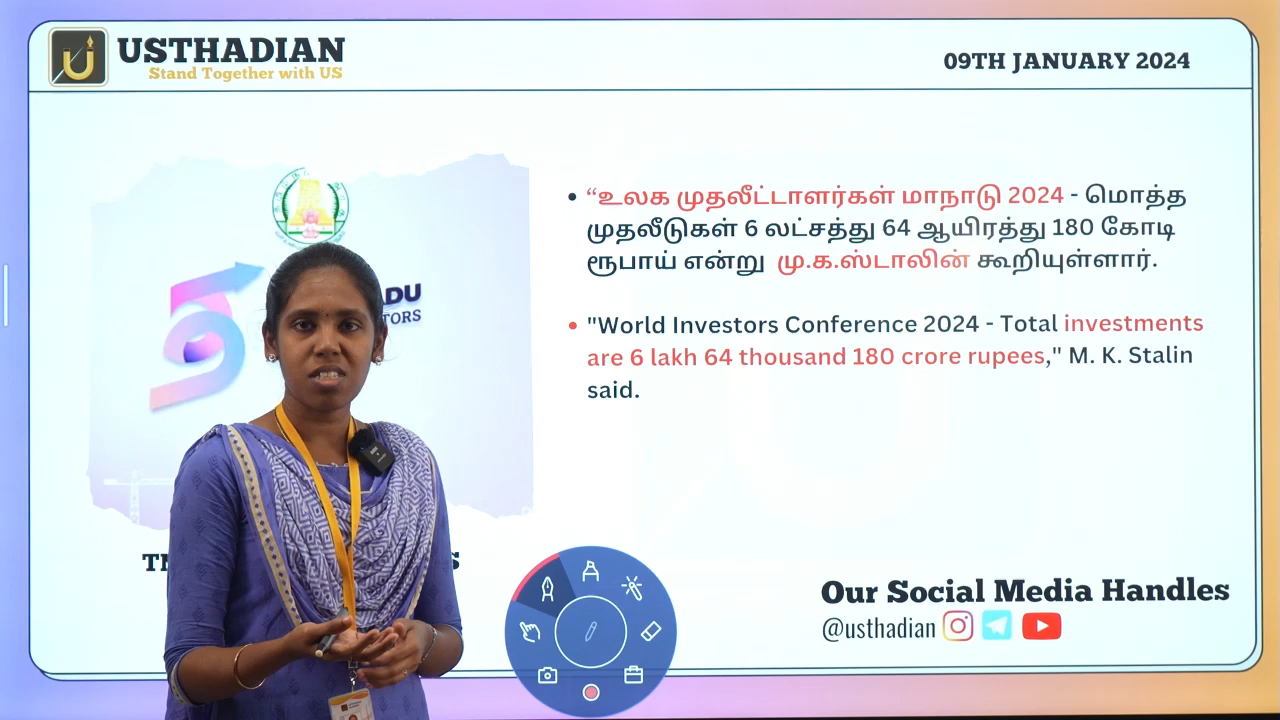 USTHADIAN
Stand Together with US
09TH JANUARY 2024
• “உலக முதலீட்டாளர்கள் மாநாடு 2024 - மொத்த
முதலீடுகள் 6 லட்சத்து 64 ஆயிரத்து 180 கோடி
ரூபாய் என்று மு.க.ஸ்டாலின் கூறியுள்ளார்.
• "World Investors Conference 2024 - Total investments
are 6 lakh 64 thousand 180 crore rupees," M. K. Stalin
said.
Our Social Media Handles
@usthadian